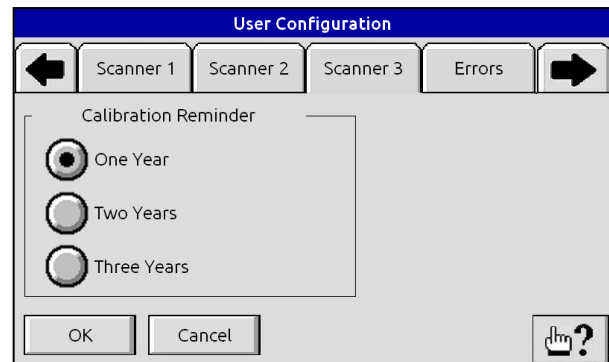 User Configuration
Scanner 1 Scanner 2 Scanner 3 Errors
Calibration Reminder
One Year
Two Years
Three Years
OK Cancel ?